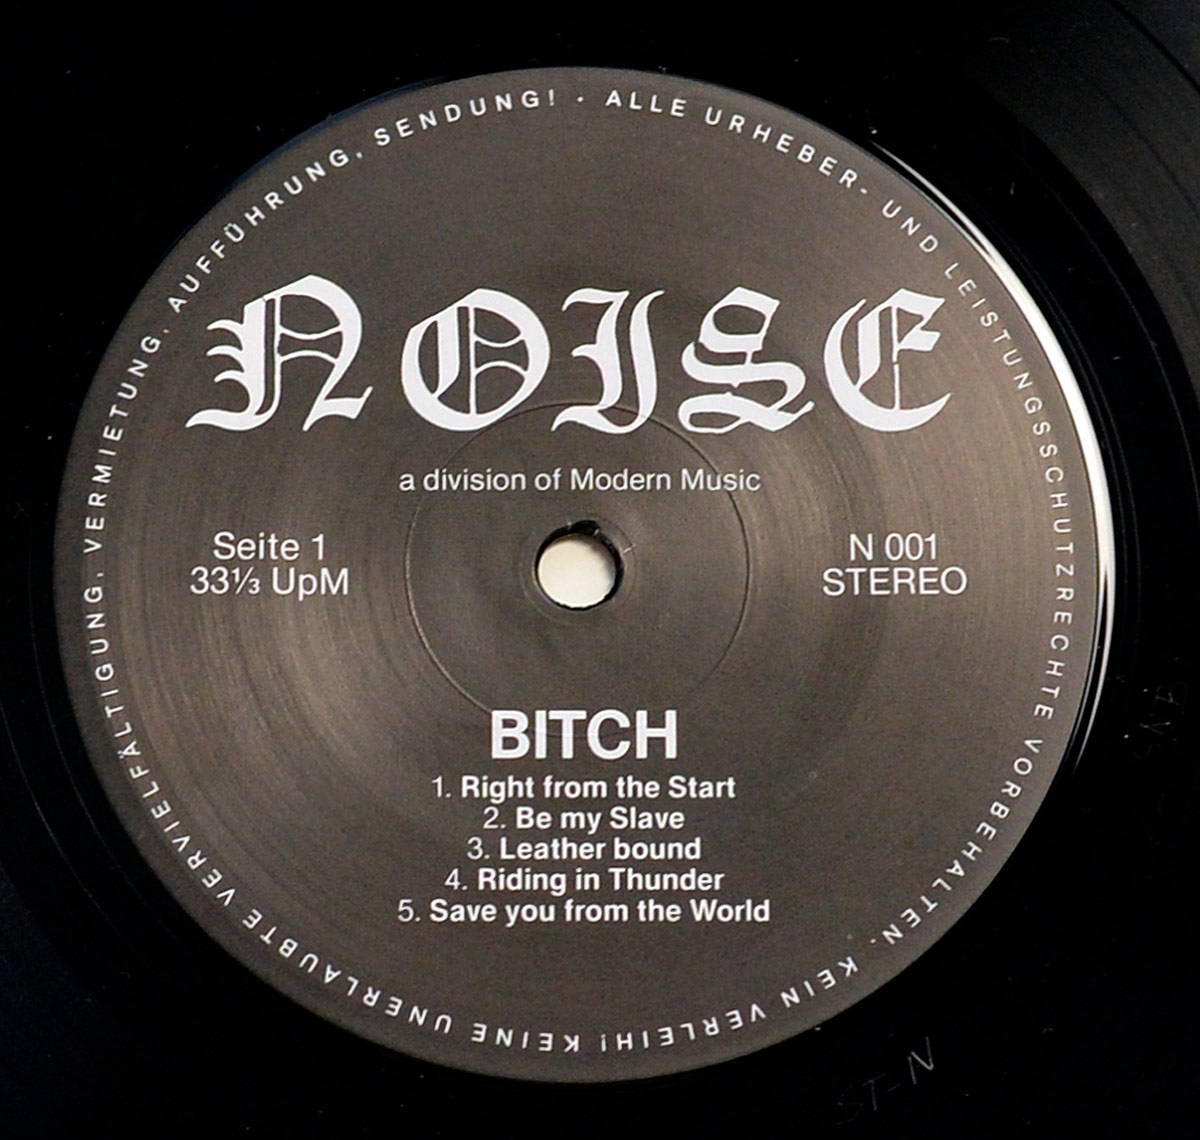 NOISE
a division of Modern Music
Seite 1
33⅓ UpM
N 001
STEREO
BITCH
1. Right from the Start
2. Be my Slave
3. Leather bound
4. Riding in Thunder
5. Save you from the World
ALLE URHEBER- UND LEISTUNGSSCHUTZRECHTE VORBEHALTEN. KEIN VERLEIH! KEINE UNERLAUBTE VERVIELFÄLTIGUNG, VERMIETUNG, AUFFÜHRUNG, SENDUNG! ·
ST-N